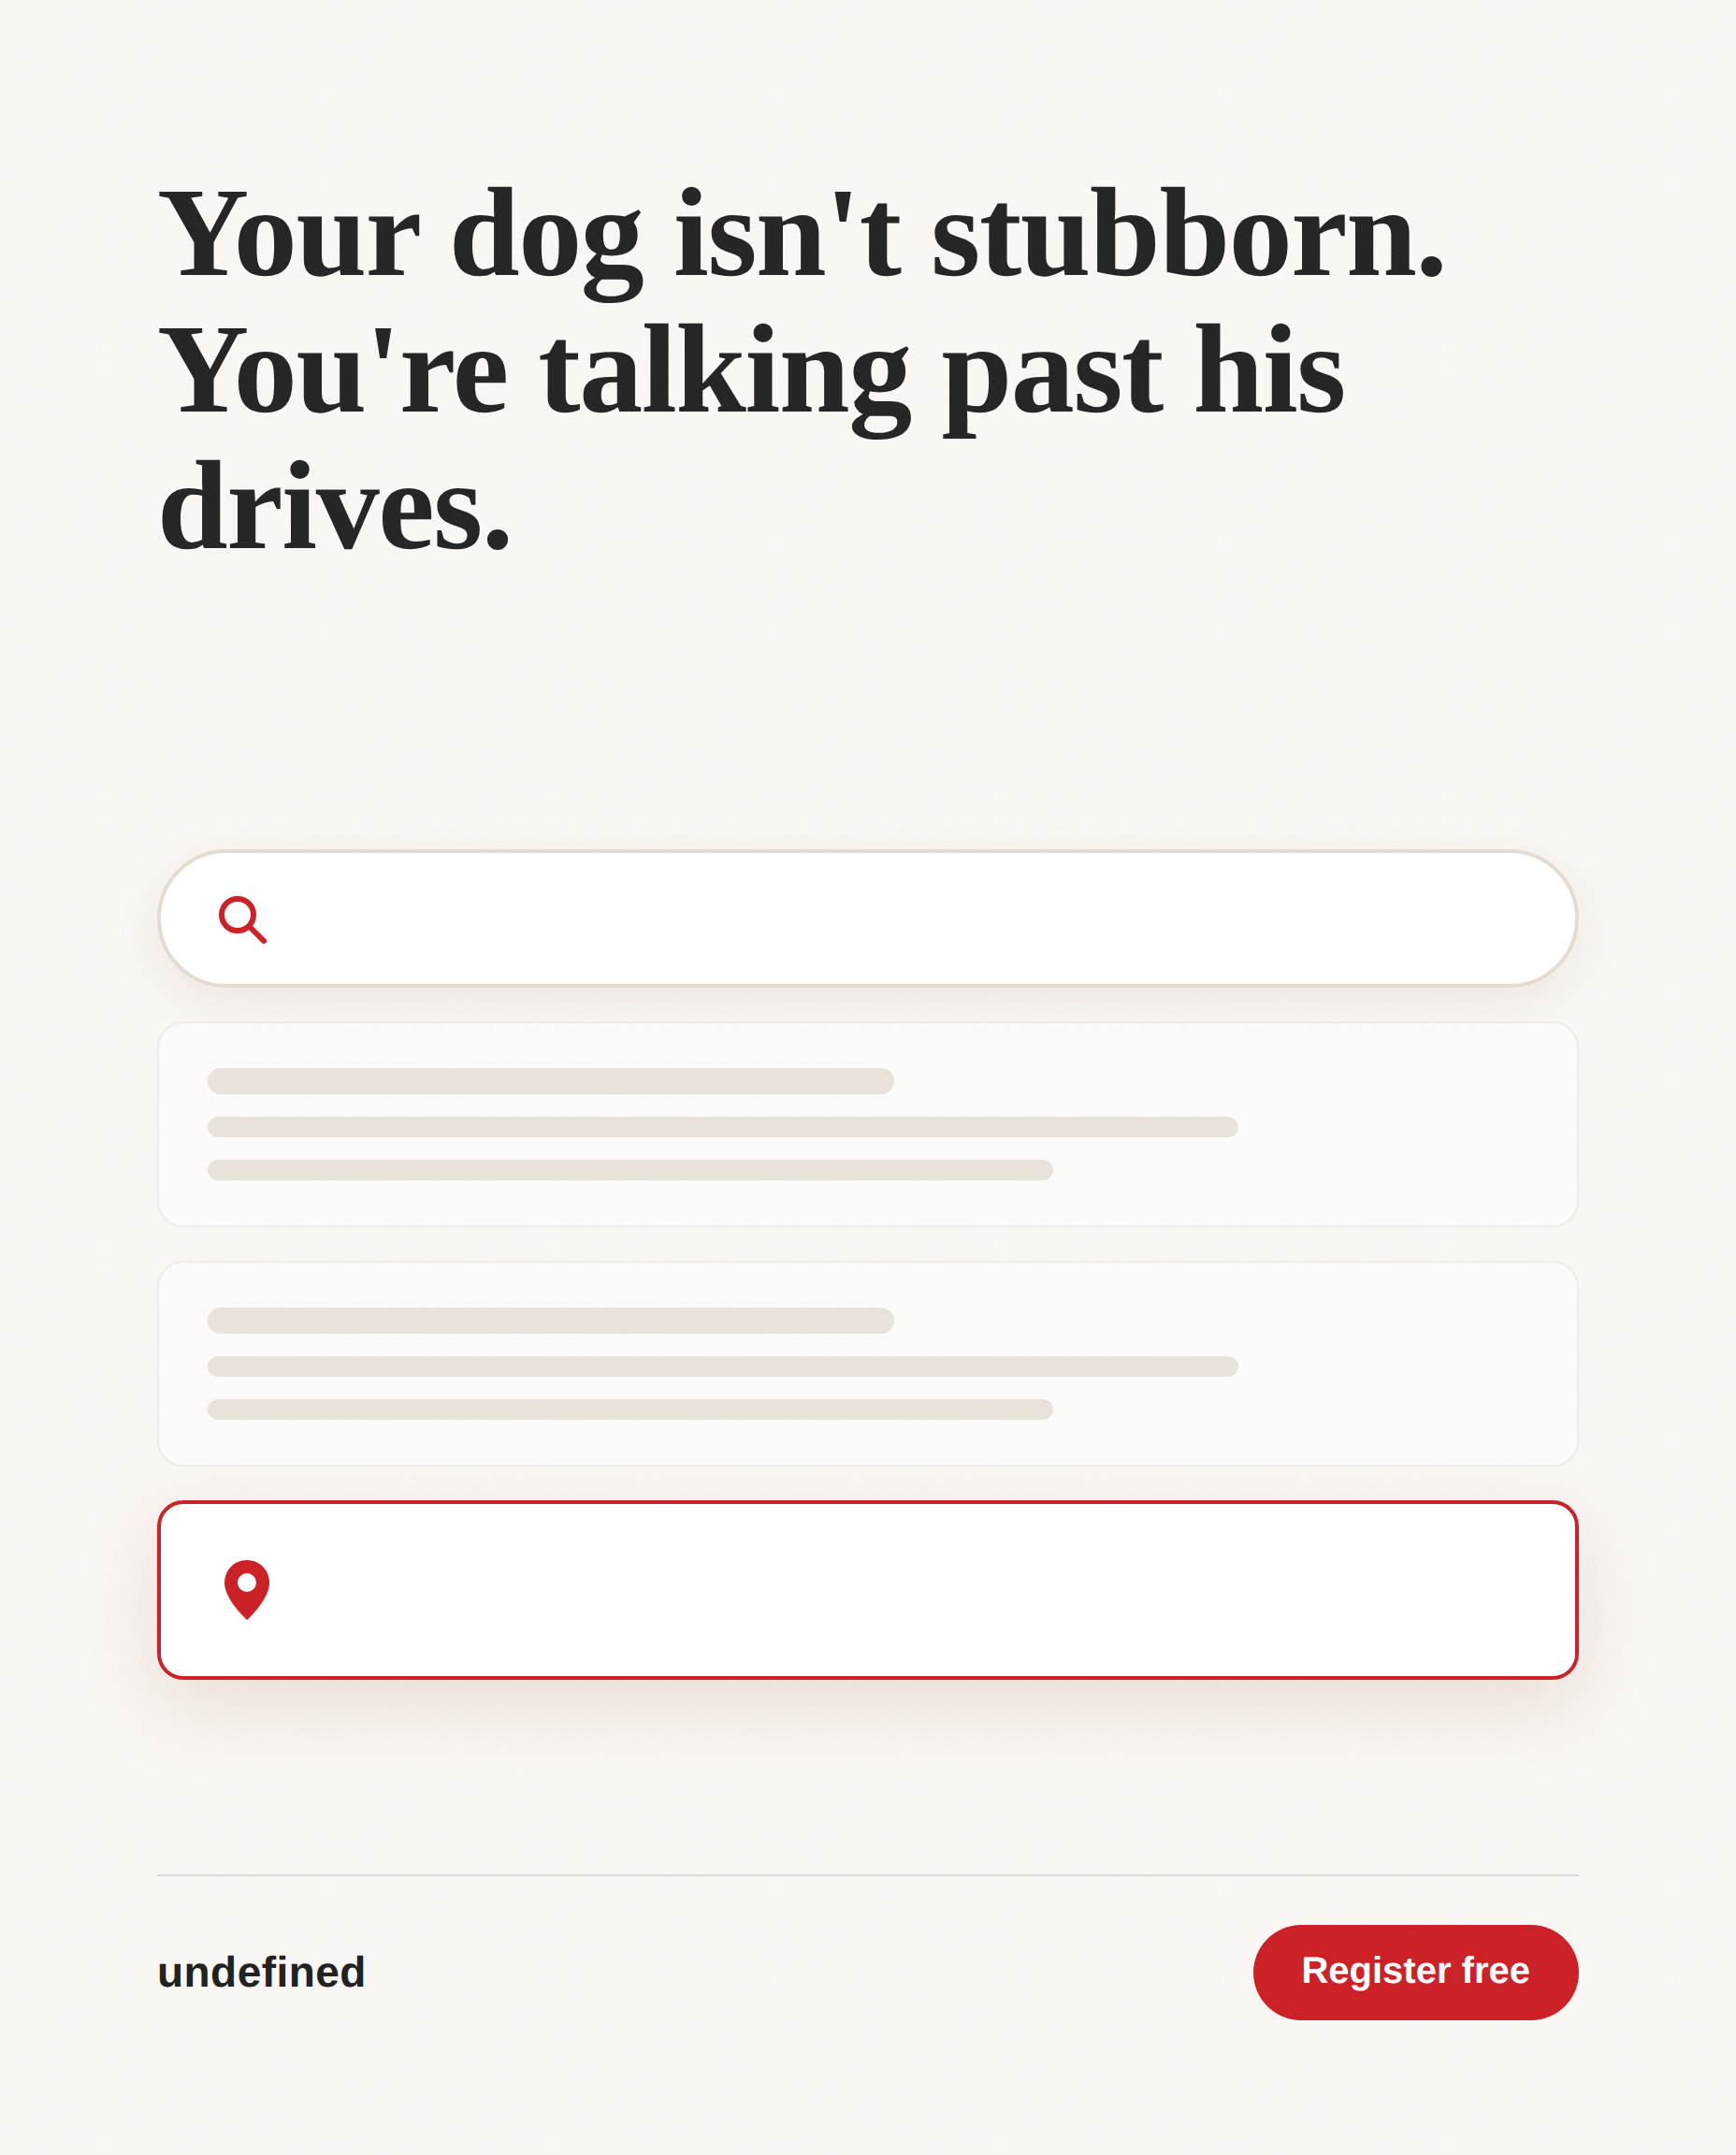 Your dog isn't stubborn.
You're talking past his
drives.
undefined
Register free